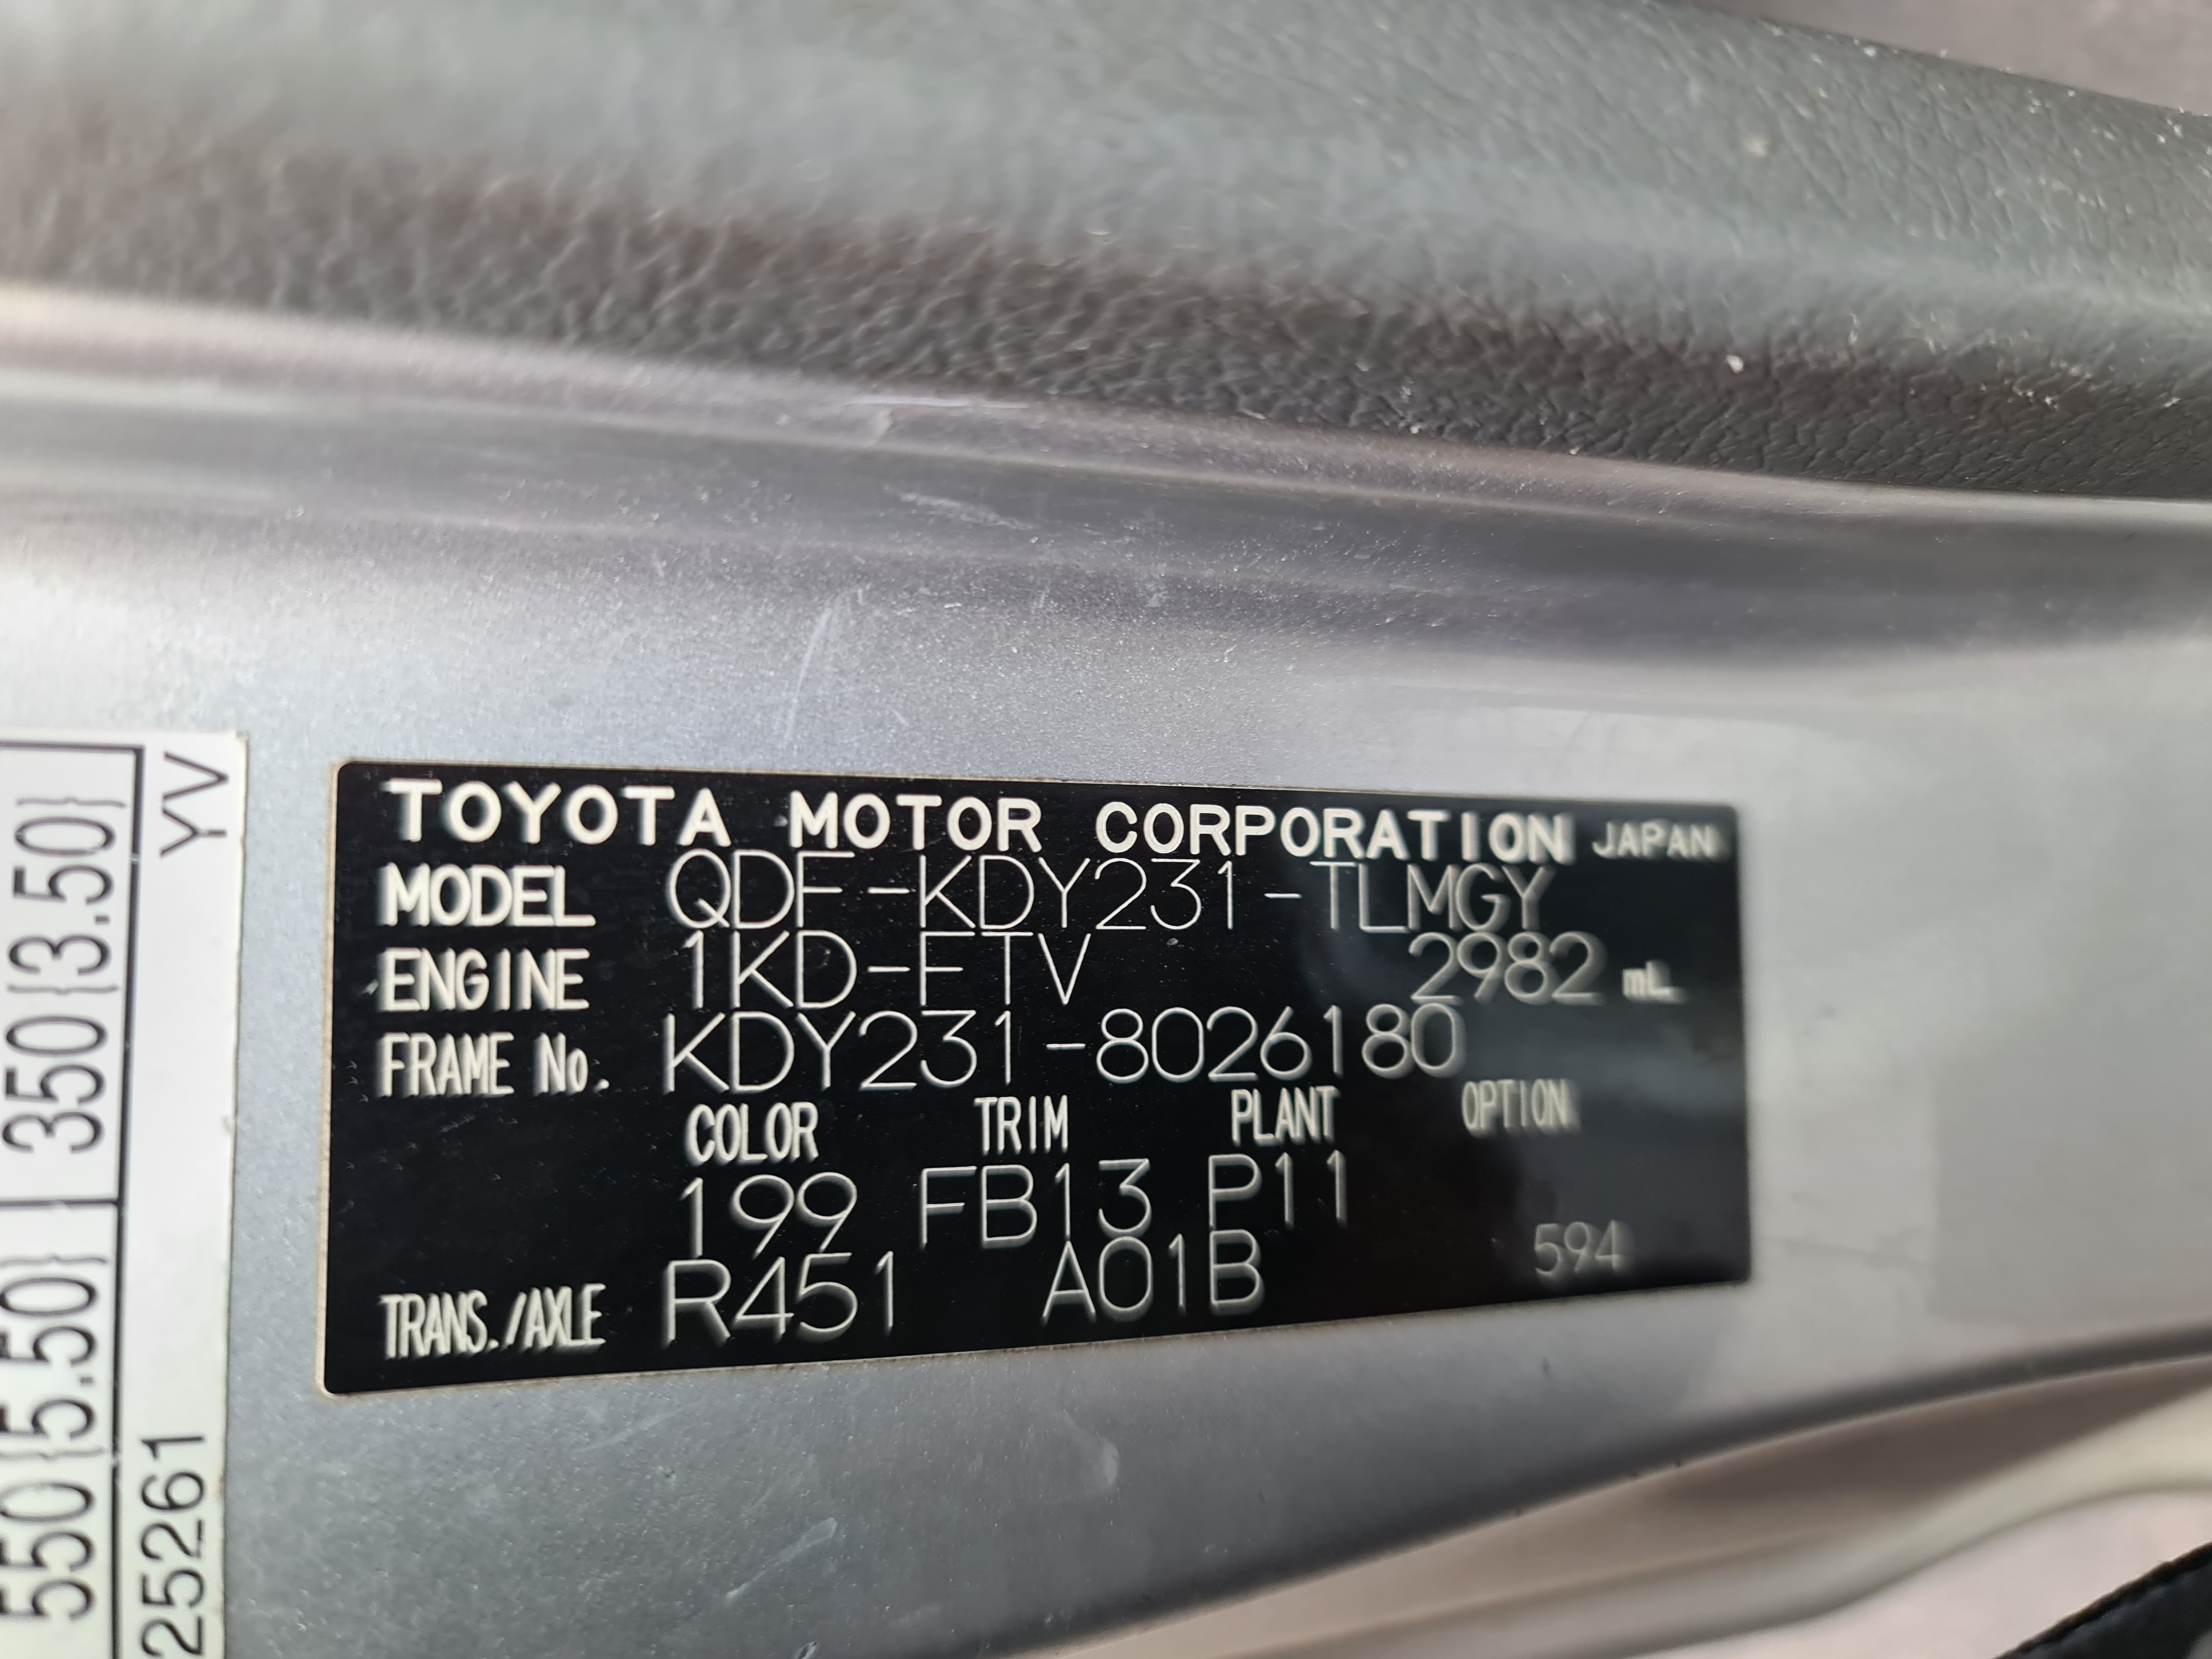 TOYOTA MOTOR CORPORATION JAPAN
MODEL QDF-KDY231-TLMGY
ENGINE 1KD-FTV 2982 mL
FRAME No. KDY231-8026180
COLOR TRIM PLANT OPTION
199 FB13 P11
TRANS./AXLE R451 A01B 594
350 {3.50}
550 {5.50}
YV
25261